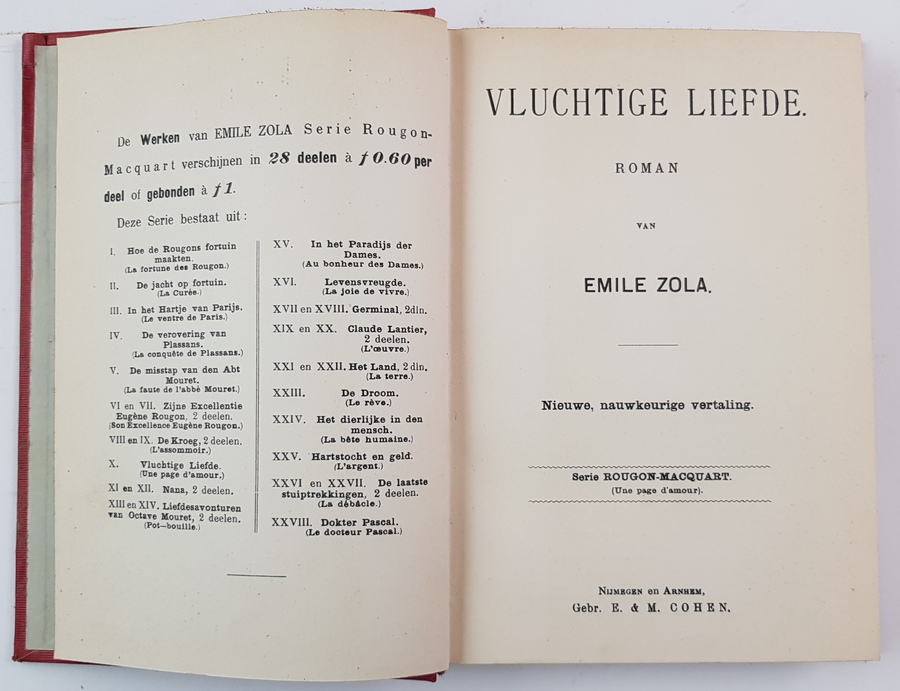 De Werken van EMILE ZOLA Serie Rougon-
Macquart verschijnen in 28 deelen à ƒ0.60 per
deel of gebonden à ƒ1.
Deze Serie bestaat uit:
I. Hoe de Rougons fortuin
maakten.
(La fortune des Rougon.)
II. De jacht op fortuin.
(La Curée.)
III. In het Hartje van Parijs.
(Le ventre de Paris.)
IV. De verovering van
Plassans.
(La conquête de Plassans.)
V. De misstap van den Abt
Mouret.
(La faute de l'abbé Mouret.)
VI en VII. Zijne Excellentie
Eugène Rougon, 2 deelen.
(Son Excellence Eugène Rougon.)
VIII en IX. De Kroeg, 2 deelen.
(L'assommoir.)
X. Vluchtige Liefde.
(Une page d'amour.)
XI en XII. Nana, 2 deelen.
XIII en XIV. Liefdesavonturen
van Octave Mouret, 2 deelen.
(Pot-bouille.)
XV. In het Paradijs der
Dames.
(Au bonheur des Dames.)
XVI. Levensvreugde.
(La joie de vivre.)
XVII en XVIII. Germinal, 2dln.
XIX en XX. Claude Lantier,
2 deelen.
(L'œuvre.)
XXI en XXII. Het Land, 2 dln.
(La terre.)
XXIII. De Droom.
(Le rêve.)
XXIV. Het dierlijke in den
mensch.
(La bête humaine.)
XXV. Hartstocht en geld.
(L'argent.)
XXVI en XXVII. De laatste
stuiptrekkingen, 2 deelen.
(La débâcle.)
XXVIII. Dokter Pascal.
(Le docteur Pascal.)
VLUCHTIGE LIEFDE.
ROMAN
VAN
EMILE ZOLA.
Nieuwe, nauwkeurige vertaling.
Serie ROUGON-MACQUART.
(Une page d'amour).
NIJMEGEN en ARNHEM,
Gebr. E. & M. COHEN.